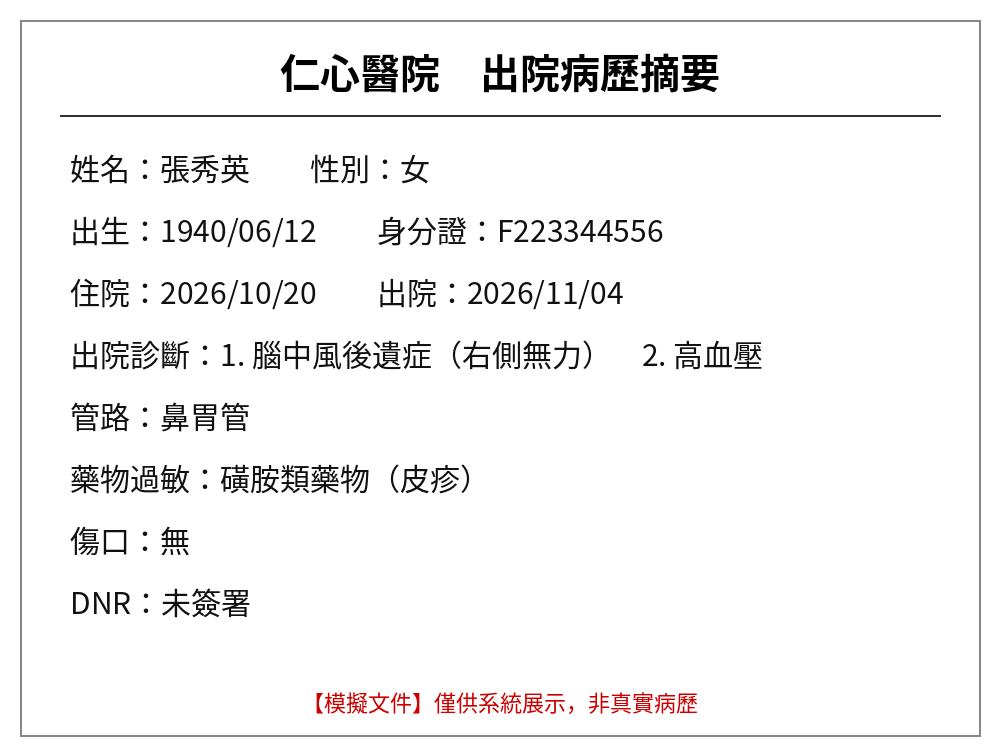 仁心醫院　出院病歷摘要
姓名：張秀英　　性別：女
出生：1940/06/12　　身分證：F223344556
住院：2026/10/20　　出院：2026/11/04
出院診斷：1. 腦中風後遺症（右側無力）　2. 高血壓
管路：鼻胃管
藥物過敏：磺胺類藥物（皮疹）
傷口：無
DNR：未簽署
【模擬文件】僅供系統展示，非真實病歷